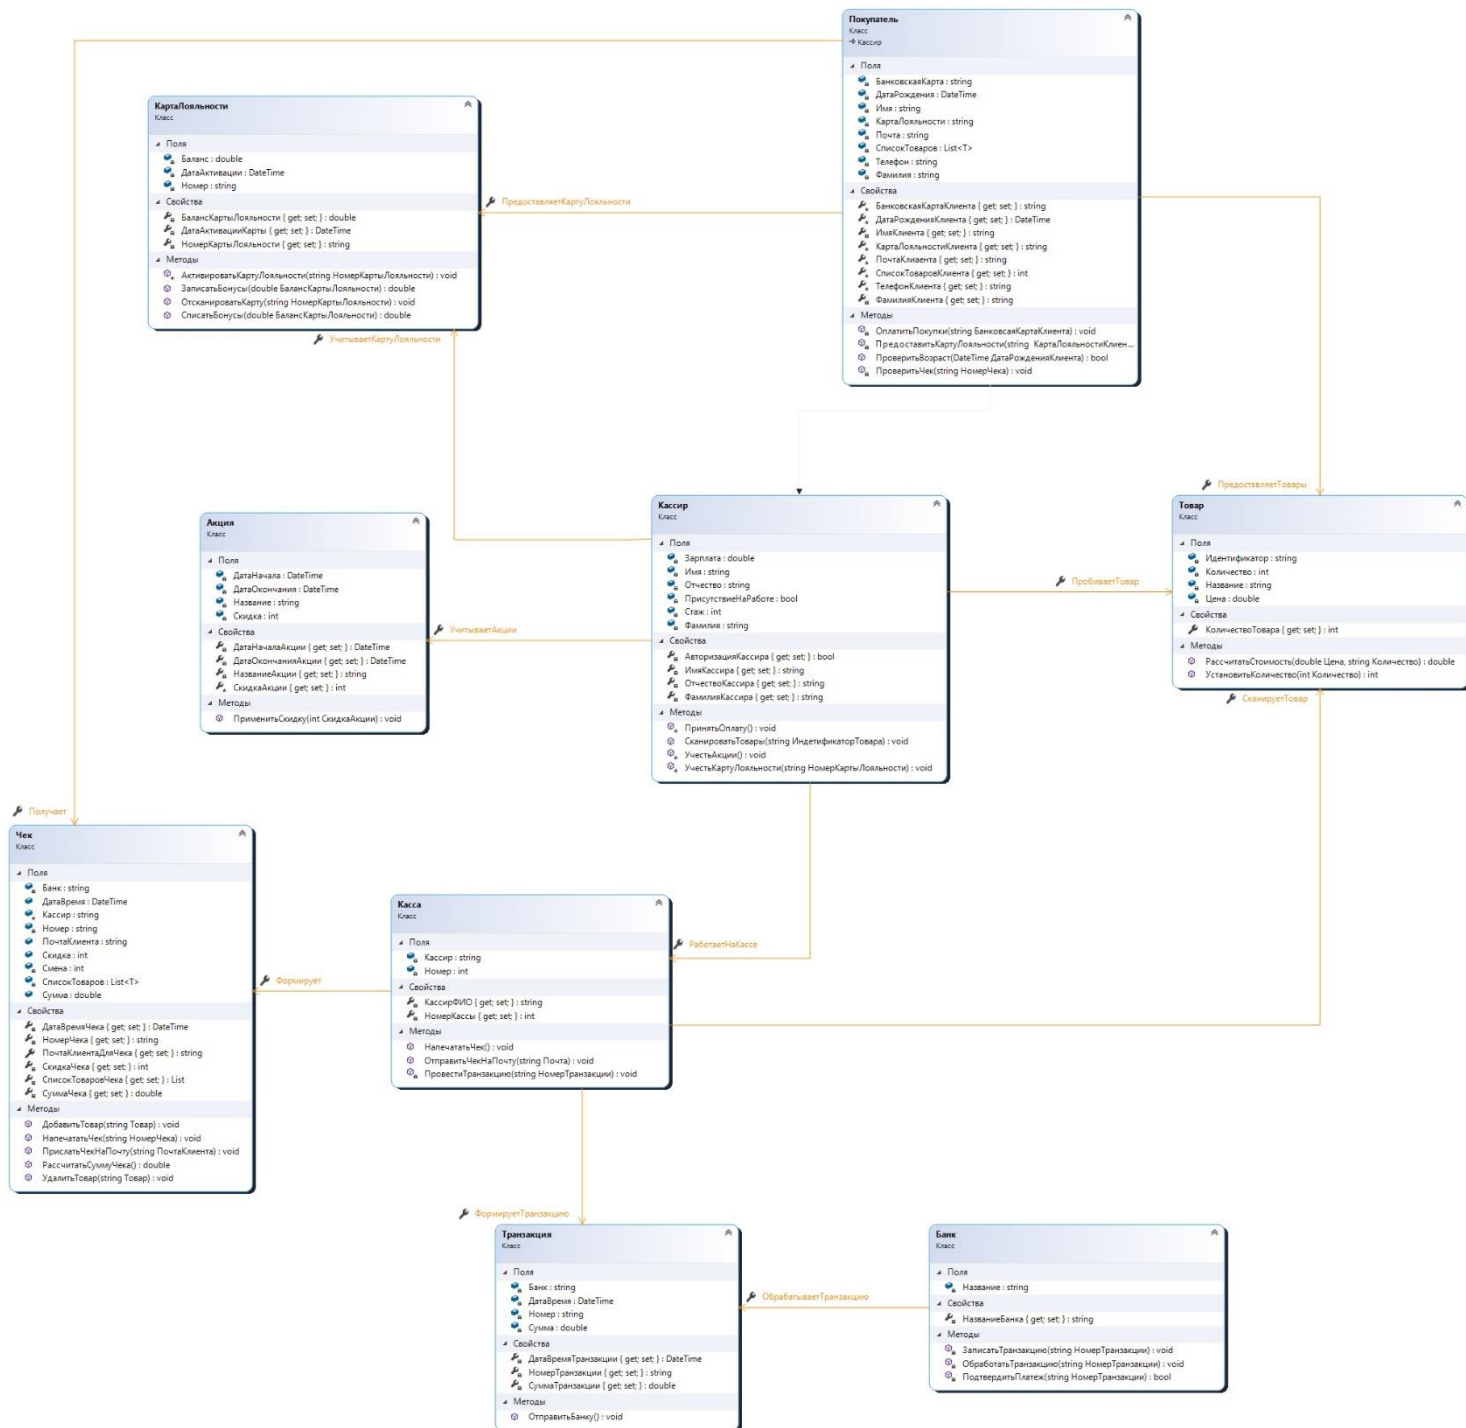 Покупатель
Класс
Кассир
Поля
БанковскаяКарта : string
ДатаРождения : DateTime
Имя : string
КартаЛояльности : string
Почта : string
СписокТоваров : List<T>
Телефон : string
Фамилия : string
Свойства
БанковскаяКартаКлиента { get; set; } : string
ДатаРожденияКлиента { get; set; } : DateTime
ИмяКлиента { get; set; } : string
КартаЛояльностиКлиента { get; set; } : string
ПочтаКлиаента { get; set; } : string
СписокТоваровКлиента { get; set; } : int
ТелефонКлиента { get; set; } : string
ФамилияКлиента { get; set; } : string
Методы
ОплатитьПокупки(string БанковсаяКартаКлиента) : void
ПредоставитьКартуЛояльности(string КартаЛояльностиКлиен...
ПроверитьВозраст(DateTime ДатаРожденияКлиента) : bool
ПроверитьЧек(string НомерЧека) : void
КартаЛояльности
Класс
Поля
Баланс : double
ДатаАктивации : DateTime
Номер : string
Свойства
БалансКартыЛояльности { get; set; } : double
ДатаАктивацииКарты { get; set; } : DateTime
НомерКартыЛояльности { get; set; } : string
Методы
АктивироватьКартуЛояльности(string НомерКартыЛояльности) : void
ЗаписатьБонусы(double БалансКартыЛояльности) : double
ОтсканироватьКарту(string НомерКартыЛояльности) : void
СписатьБонусы(double БалансКартыЛояльности) : double
ПредоставляетКартуЛояльности
УчитываетКартуЛояльности
ПредоставляетТовары
Акция
Класс
Поля
ДатаНачала : DateTime
ДатаОкончания : DateTime
Название : string
Скидка : int
Свойства
ДатаНачалаАкции { get; set; } : DateTime
ДатаОкончанияАкции { get; set; } : DateTime
НазваниеАкции { get; set; } : string
СкидкаАкции { get; set; } : int
Методы
ПрименитьСкидку(int СкидкаАкции) : void
УчитываетАкции
Кассир
Класс
Поля
Зарплата : double
Имя : string
Отчество : string
ПрисутствиеНаРаботе : bool
Стаж : int
Фамилия : string
Свойства
АвторизацияКассира { get; set; } : bool
ИмяКассира { get; set; } : string
ОтчествоКассира { get; set; } : string
ФамилияКассира { get; set; } : string
Методы
ПринятьОплату() : void
СканироватьТовары(string ИндетификаторТовара) : void
УчестьАкции() : void
УчестьКартуЛояльности(string НомерКартыЛояльности) : void
ПробиваетТовар
Товар
Класс
Поля
Идентификатор : string
Количество : int
Название : string
Цена : double
Свойства
КоличествоТовара { get; set; } : int
Методы
РассчитатьСтоимость(double Цена, string Количество) : double
УстановитьКоличество(int Количество) : int
СканируетТовар
Получает
Чек
Класс
Поля
Банк : string
ДатаВремя : DateTime
Кассир : string
Номер : string
ПочтаКлиента : string
Скидка : int
Смена : int
СписокТоваров : List<T>
Сумма : double
Свойства
ДатаВремяЧека { get; set; } : DateTime
НомерЧека { get; set; } : string
ПочтаКлиентаДляЧека { get; set; } : string
СкидкаЧека { get; set; } : int
СписокТоваровЧека { get; set; } : List
СуммаЧека { get; set; } : double
Методы
ДобавитьТовар(string Товар) : void
НапечататьЧек(string НомерЧека) : void
ПрислатьЧекНаПочту(string ПочтаКлиента) : void
РассчитатьСуммуЧека() : double
УдалитьТовар(string Товар) : void
Формирует
Касса
Класс
Поля
Кассир : string
Номер : int
Свойства
КассирФИО { get; set; } : string
НомерКассы { get; set; } : int
Методы
НапечататьЧек() : void
ОтправитьЧекНаПочту(string Почта) : void
ПровестиТранзакцию(string НомерТранзакции) : void
РаботаетНаКассе
ФормируетТранзакцию
Транзакция
Класс
Поля
Банк : string
ДатаВремя : DateTime
Номер : string
Сумма : double
Свойства
ДатаВремяТранзакции { get; set; } : DateTime
НомерТранзакции { get; set; } : string
СуммаТранзакции { get; set; } : double
Методы
ОтправитьБанку() : void
ОбрабатываетТранзакцию
Банк
Класс
Поля
Название : string
Свойства
НазваниеБанка { get; set; } : string
Методы
ЗаписатьТранзакцию(string НомерТранзакции) : void
ОбработатьТранзакцию(string НомерТранзакции) : void
ПодтвердитьПлатеж(string НомерТранзакции) : bool